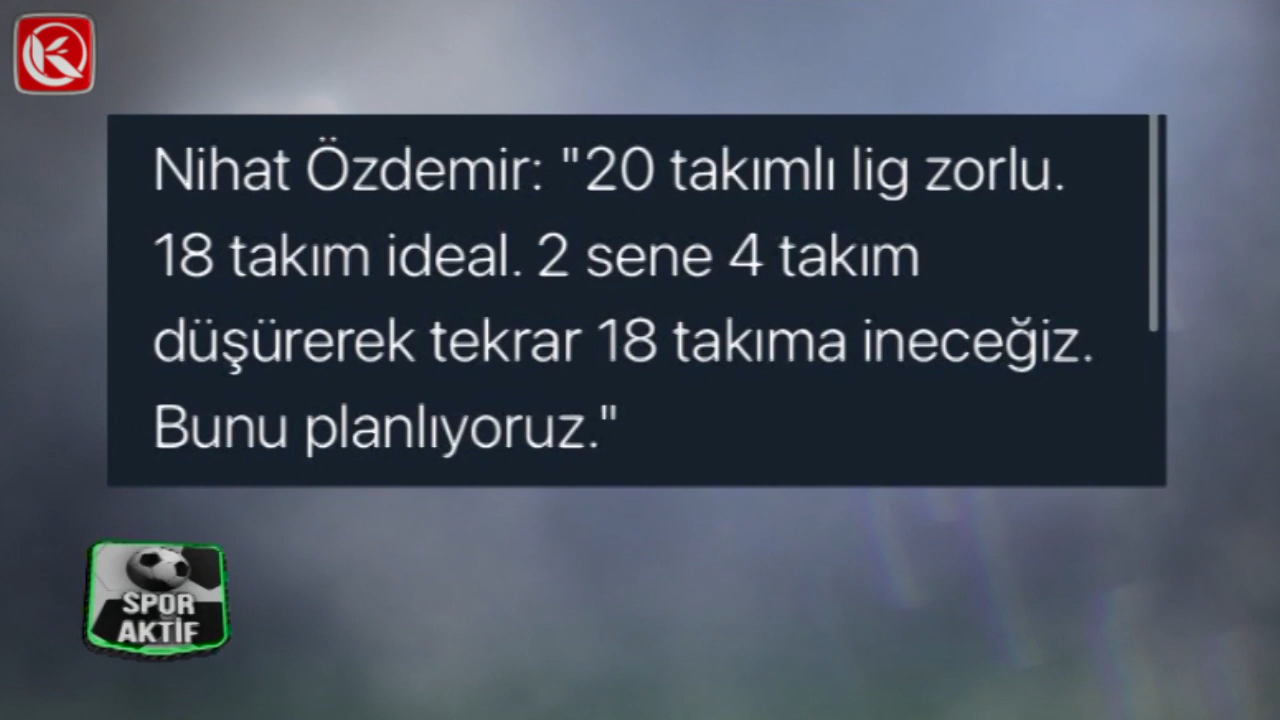 Nihat Özdemir: "20 takımlı lig zorlu.
18 takım ideal. 2 sene 4 takım
düşürerek tekrar 18 takıma ineceğiz.
Bunu planlıyoruz."
SPOR
AKTİF